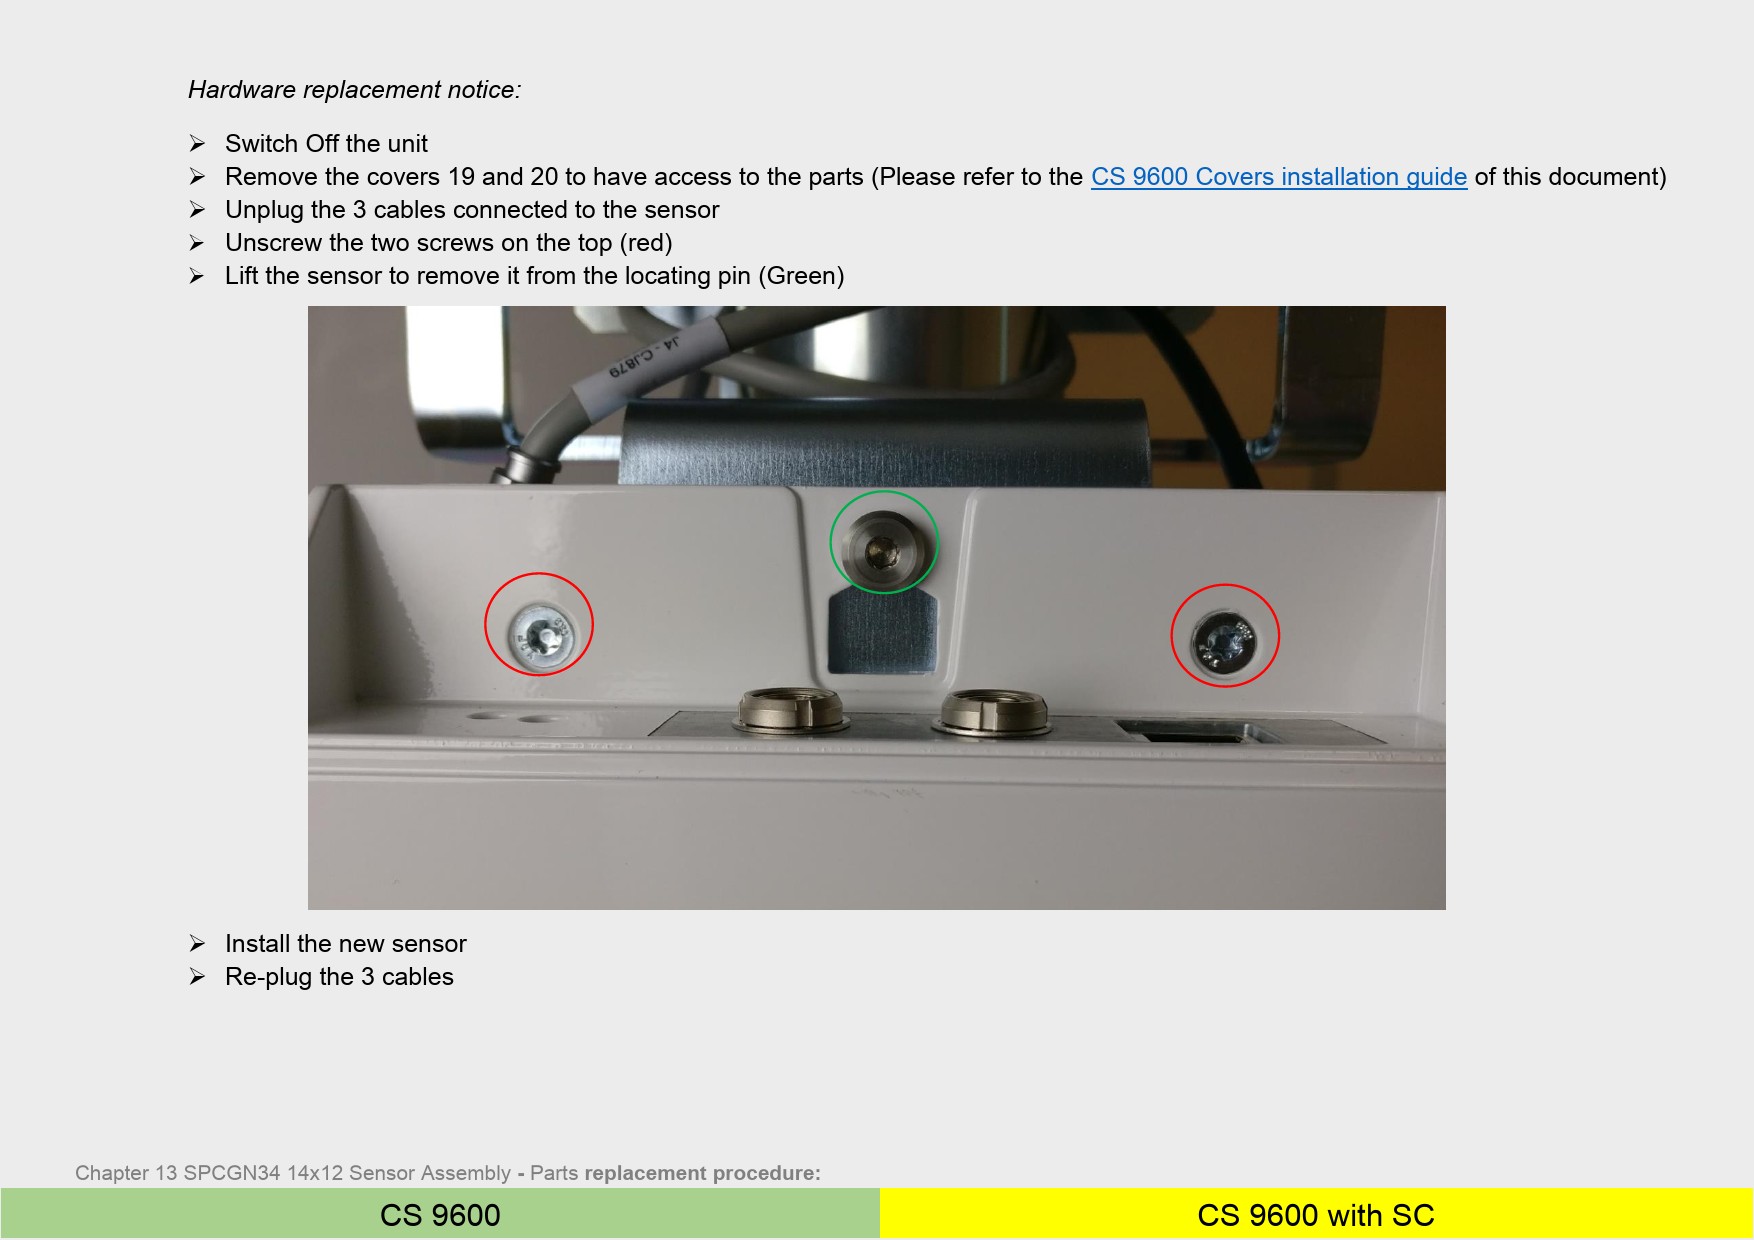 Hardware replacement notice:
➢ Switch Off the unit
➢ Remove the covers 19 and 20 to have access to the parts (Please refer to the CS 9600 Covers installation guide of this document)
➢ Unplug the 3 cables connected to the sensor
➢ Unscrew the two screws on the top (red)
➢ Lift the sensor to remove it from the locating pin (Green)
J4 - CJ879
➢ Install the new sensor
➢ Re-plug the 3 cables
Chapter 13 SPCGN34 14x12 Sensor Assembly - Parts replacement procedure:
CS 9600
CS 9600 with SC